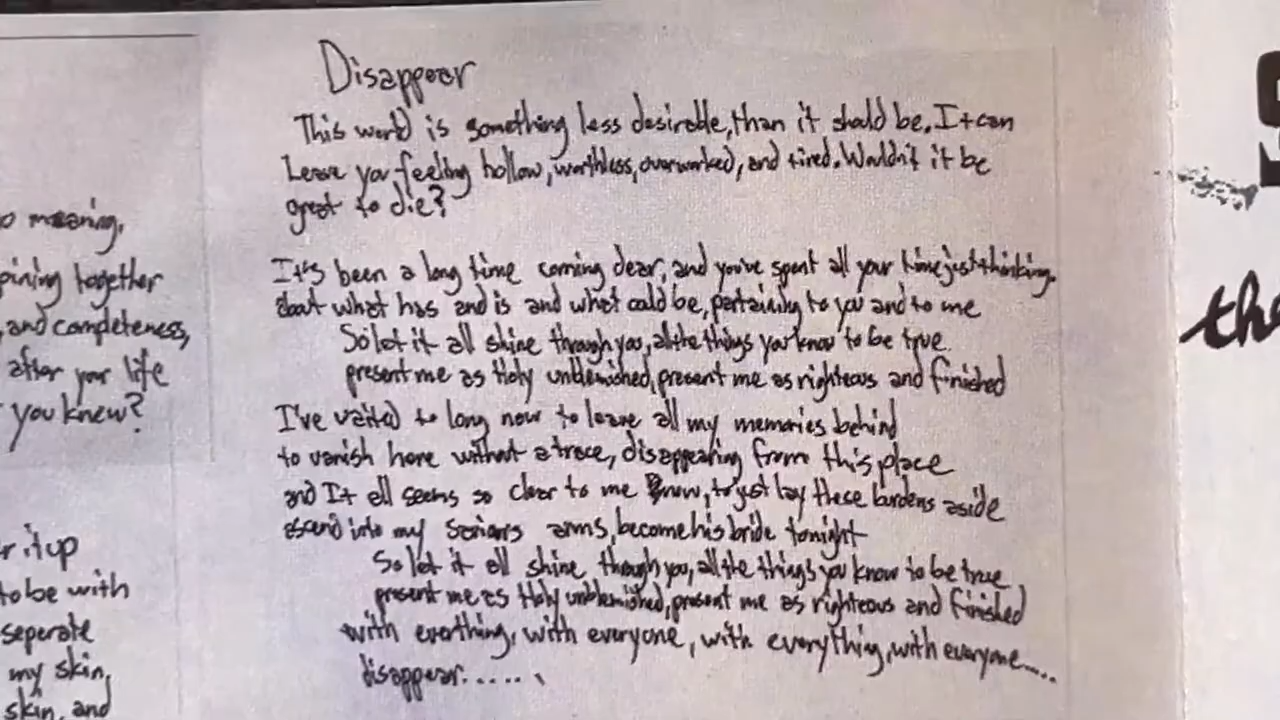 o meaning,
pining together
and completeness,
after your life
you knew?
r it up
to be with
seperate
my skin,
skin, and
Disappear
This world is something less desirable, than it should be. It can
Leave you feeling hollow, worthless, overworked, and tired. Wouldn't it be
great to die?
It's been a long time coming dear, and you've spent all your time just thinking,
about what has and is and what could be, pertaining to you and to me
So let it all shine through you, all the things you know to be true
present me as Holy unblemished, present me as righteous and finished
I've waited to long now to leave all my memories behind
to vanish here without a trace, disappearing from this place
and It all seems so clear to me now, to just lay these burdens aside
ascend into my Saviors arms, become his bride tonight
So let it all shine though you, all the things you know to be true
present me as Holy unblemished, present me as righteous and finished
with everthing, with everyone, with everything, with everyone....
disappear.....
the